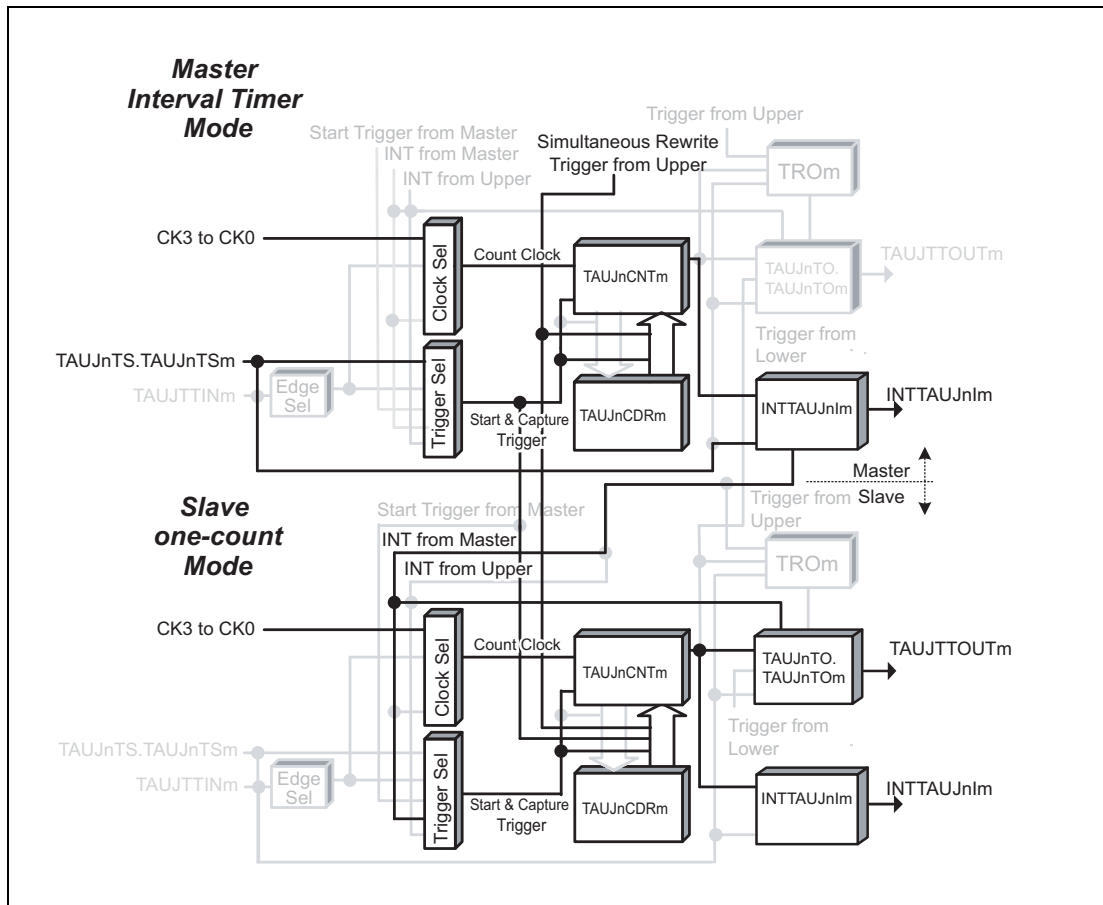 Master
Interval Timer
Mode
Trigger from Upper
Start Trigger from Master
INT from Master
INT from Upper
Simultaneous Rewrite
Trigger from Upper
TROm
CK3 to CK0
Clock Sel
Count Clock
TAUJnCNTm
TAUJnTO.
TAUJnTOm
TAUJTTOUTm
Trigger from
Lower
TAUJnTS.TAUJnTSm
TAUJTTINm
Edge
Sel
Trigger Sel
Start & Capture
Trigger
TAUJnCDRm
INTTAUJnIm
INTTAUJnIm
Master
Slave
Slave
one-count
Mode
Start Trigger from Master
INT from Master
INT from Upper
Trigger from
Upper
TROm
CK3 to CK0
Clock Sel
Count Clock
TAUJnCNTm
TAUJnTO.
TAUJnTOm
TAUJTTOUTm
Trigger from
Lower
TAUJnTS.TAUJnTSm
TAUJTTINm
Edge
Sel
Trigger Sel
Start & Capture
Trigger
TAUJnCDRm
INTTAUJnIm
INTTAUJnIm